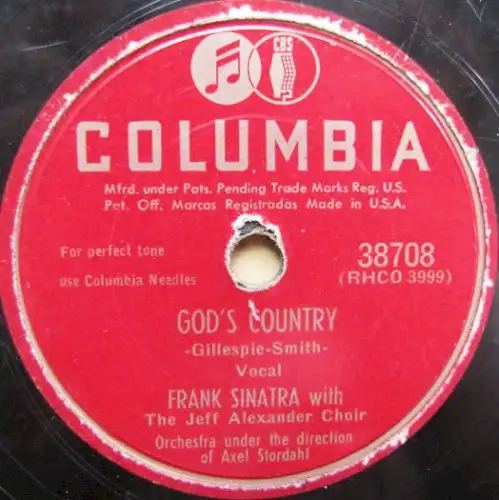 CBS
COLUMBIA
Mfrd. under Pats. Pending Trade Marks Reg. U.S.
Pat. Off. Marcas Registradas Made in U.S.A.
For perfect tone
use Columbia Needles
38708
(RHCO 3999)
GOD'S COUNTRY
-Gillespie-Smith-
Vocal
FRANK SINATRA with
The Jeff Alexander Choir
Orchestra under the direction
of Axel Stordahl